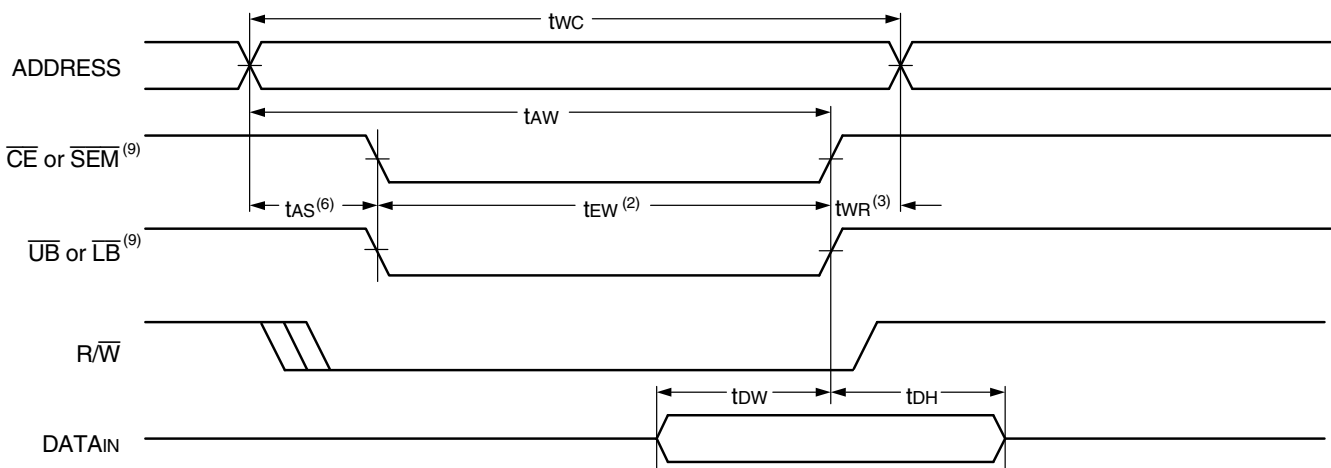 tWC
ADDRESS
tAW
CE or SEM (9)
tAS(6) tEW (2) tWR(3)
UB or LB (9)
R/W
tDW tDH
DATAIN